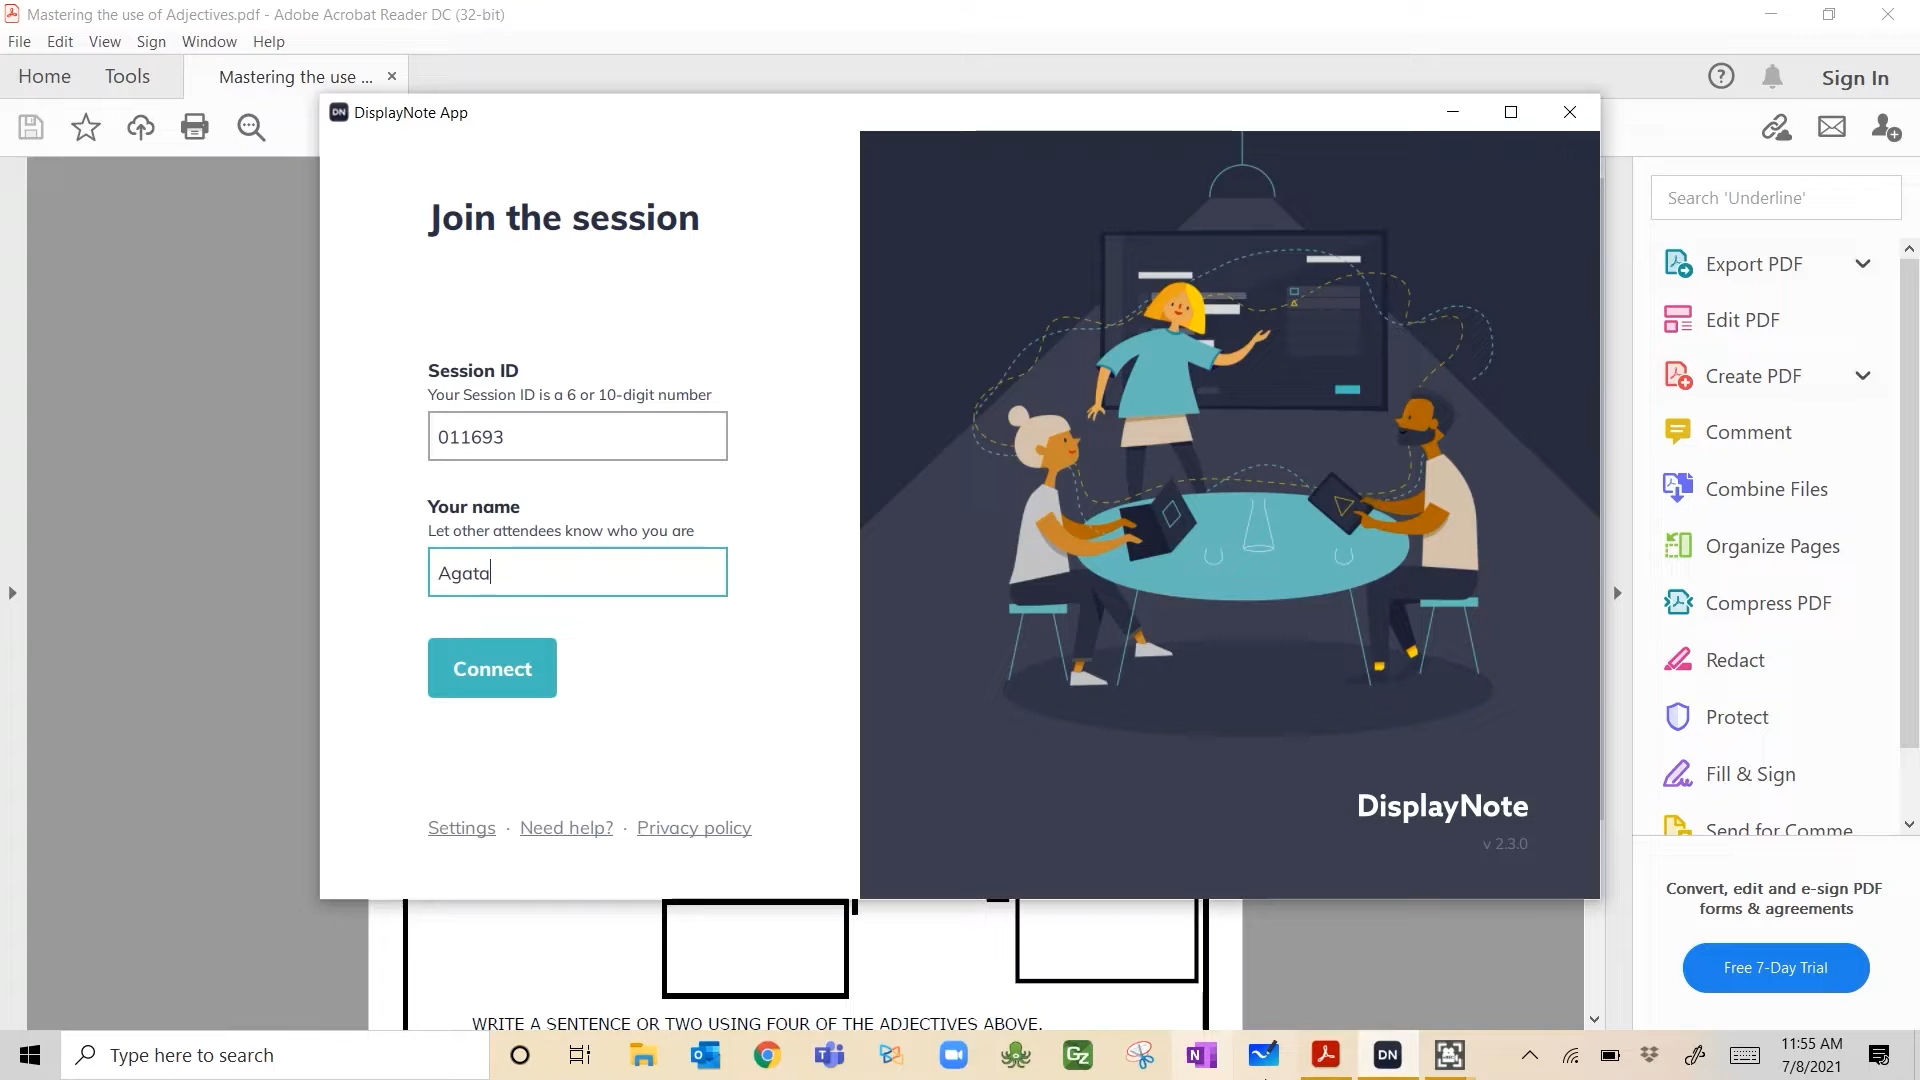 Mastering the use of Adjectives.pdf - Adobe Acrobat Reader DC (32-bit)
File Edit View Sign Window Help
Home Tools Mastering the use ... Sign In
DN DisplayNote App
Join the session
Session ID
Your Session ID is a 6 or 10-digit number
011693
Your name
Let other attendees know who you are
Agata
Connect
Settings · Need help? · Privacy policy
DisplayNote
v 2.3.0
Search 'Underline'
Export PDF
Edit PDF
Create PDF
Comment
Combine Files
Organize Pages
Compress PDF
Redact
Protect
Fill & Sign
Send for Comme
Convert, edit and e-sign PDF
forms & agreements
Free 7-Day Trial
WRITE A SENTENCE OR TWO USING FOUR OF THE ADJECTIVES ABOVE.
Type here to search
GZ
N
DN
11:55 AM
7/8/2021